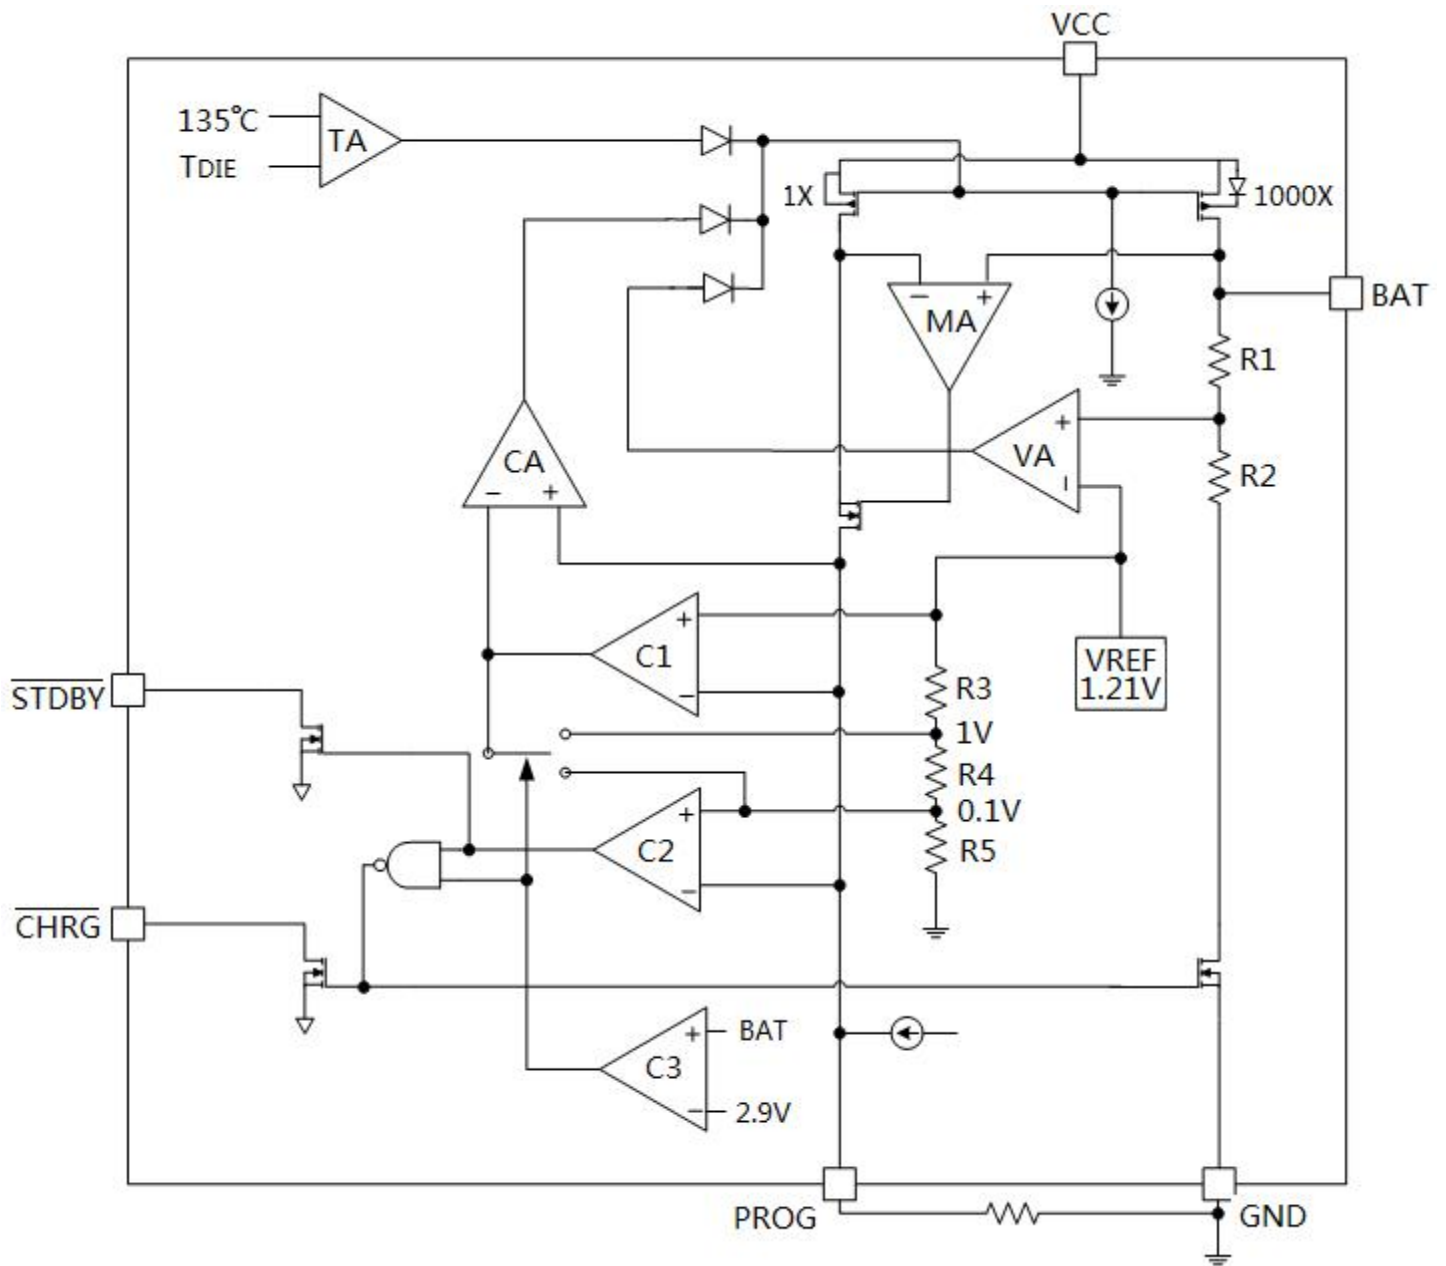 VCC
135℃
TA
TDIE
1X
1000X
− +
MA
BAT
R1
+
VA
−
CA
− +
R2
+
C1
−
VREF
1.21V
STDBY
R3
1V
R4
0.1V
+
C2
−
R5
CHRG
+
BAT
C3
−
2.9V
PROG
GND